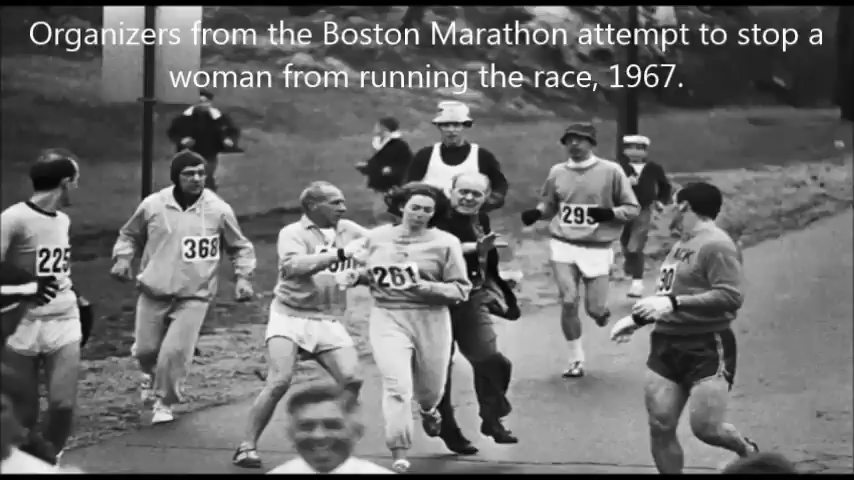 Organizers from the Boston Marathon attempt to stop a
woman from running the race, 1967.
225
368
261
295